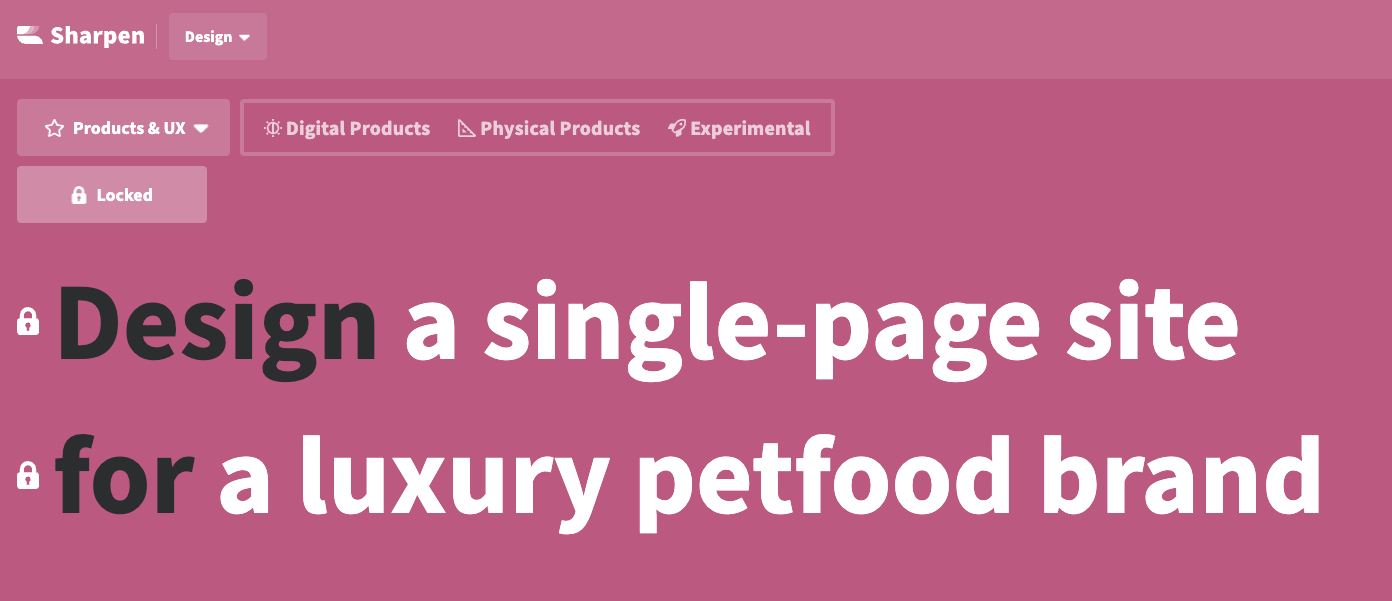 Sharpen
Design
Products & UX
Digital Products
Physical Products
Experimental
Locked
Design a single-page site
for a luxury petfood brand